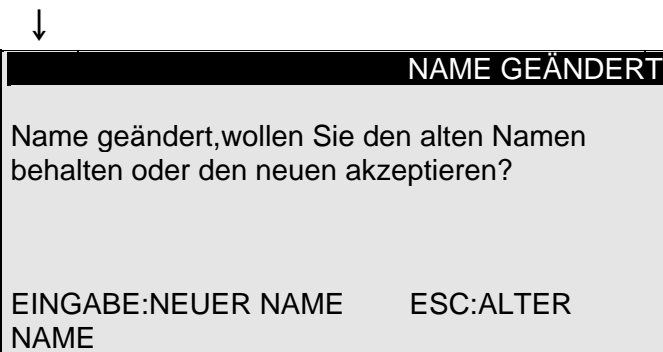 ↓
NAME GEÄNDERT
Name geändert,wollen Sie den alten Namen
behalten oder den neuen akzeptieren?
EINGABE:NEUER NAME ESC:ALTER
NAME